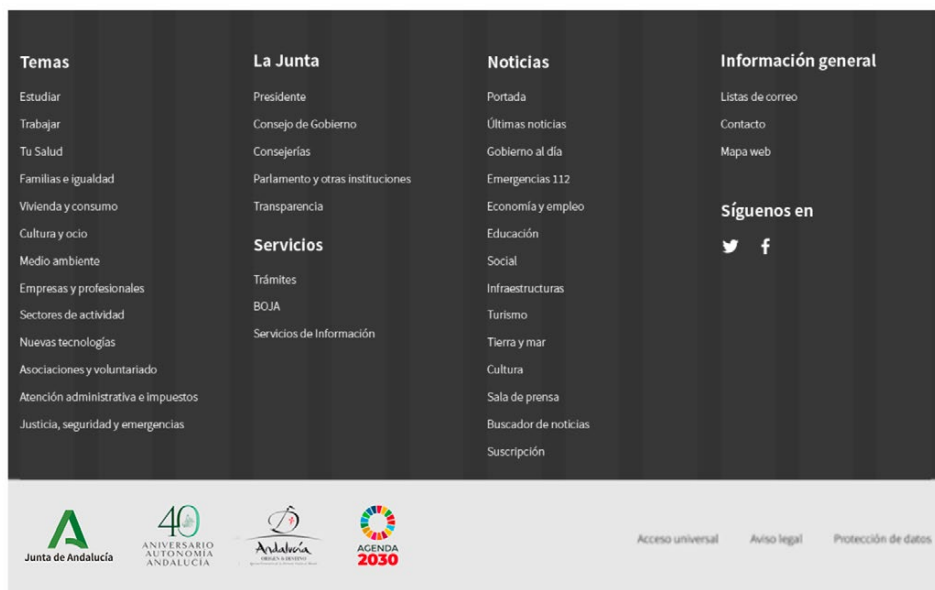 Temas
Estudiar
Trabajar
Tu Salud
Familias e igualdad
Vivienda y consumo
Cultura y ocio
Medio ambiente
Empresas y profesionales
Sectores de actividad
Nuevas tecnologías
Asociaciones y voluntariado
Atención administrativa e impuestos
Justicia, seguridad y emergencias
La Junta
Presidente
Consejo de Gobierno
Consejerías
Parlamento y otras instituciones
Transparencia
Servicios
Trámites
BOJA
Servicios de Información
Noticias
Portada
Últimas noticias
Gobierno al día
Emergencias 112
Economía y empleo
Educación
Social
Infraestructuras
Turismo
Tierra y mar
Cultura
Sala de prensa
Buscador de noticias
Suscripción
Información general
Listas de correo
Contacto
Mapa web
Síguenos en
Junta de Andalucía
40
ANIVERSARIO
AUTONOMÍA
ANDALUCÍA
Andalucía
ORIGEN & DESTINO
AGENDA
2030
Acceso universal
Aviso legal
Protección de datos